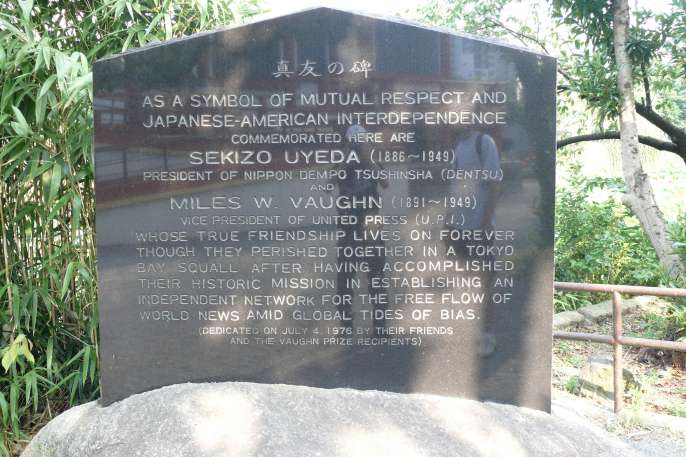 真友の碑
AS A SYMBOL OF MUTUAL RESPECT AND
JAPANESE-AMERICAN INTERDEPENDENCE
COMMEMORATED HERE ARE
SEKIZO UYEDA (1886~1949)
PRESIDENT OF NIPPON DEMPO TSUSHINSHA (DENTSU)
AND
MILES W. VAUGHN (1891~1949)
VICE PRESIDENT OF UNITED PRESS (U.P.I.)
WHOSE TRUE FRIENDSHIP LIVES ON FOREVER
THOUGH THEY PERISHED TOGETHER IN A TOKYO
BAY SQUALL AFTER HAVING ACCOMPLISHED
THEIR HISTORIC MISSION IN ESTABLISHING AN
INDEPENDENT NETWORK FOR THE FREE FLOW OF
WORLD NEWS AMID GLOBAL TIDES OF BIAS.
(DEDICATED ON JULY 4, 1976 BY THEIR FRIENDS
AND THE VAUGHN PRIZE RECIPIENTS)